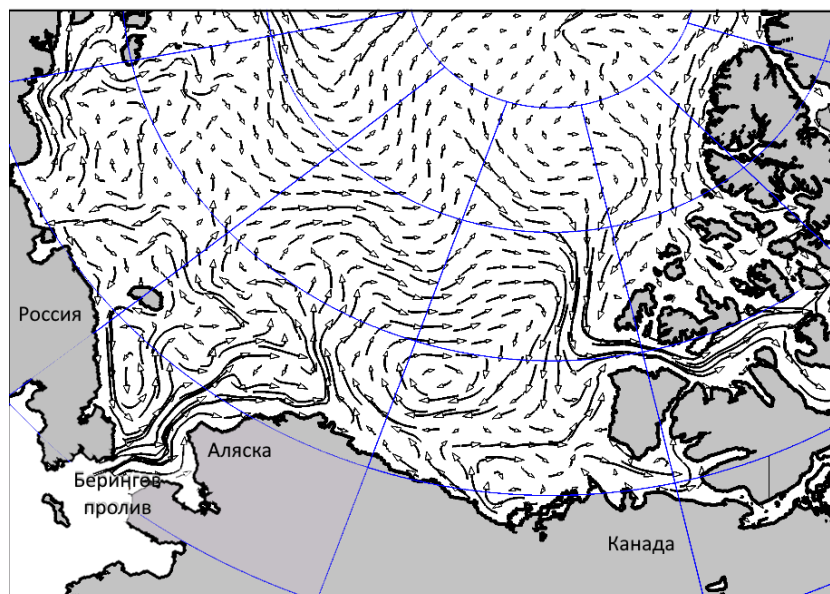 Россия
Аляска
Берингов
пролив
Канада